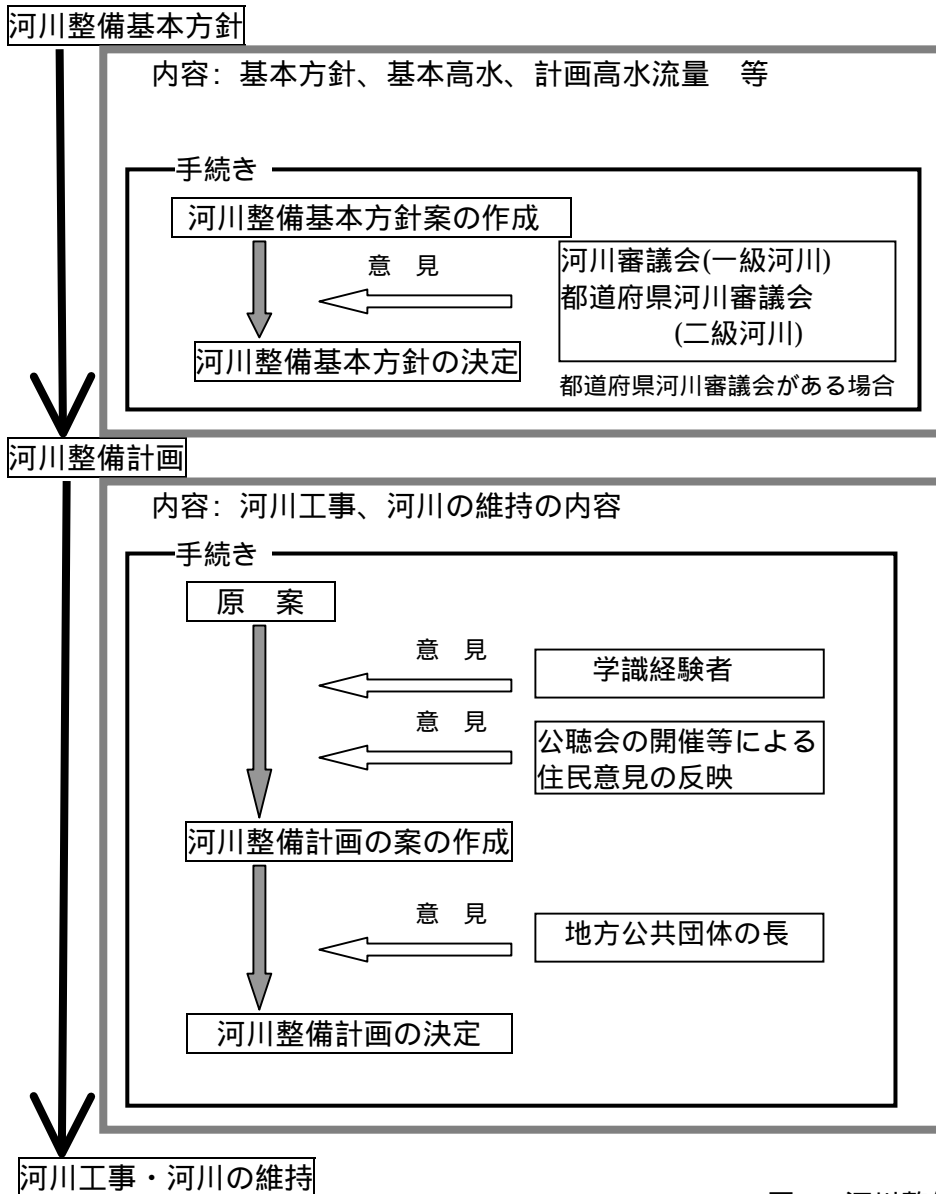 河川整備基本方針
内容：基本方針、基本高水、計画高水流量　等
手続き
河川整備基本方針案の作成
意　見
河川審議会(一級河川)
都道府県河川審議会
(二級河川)
河川整備基本方針の決定
都道府県河川審議会がある場合
河川整備計画
内容：河川工事、河川の維持の内容
手続き
原　案
意　見
学識経験者
意　見
公聴会の開催等による
住民意見の反映
河川整備計画の案の作成
意　見
地方公共団体の長
河川整備計画の決定
河川工事・河川の維持